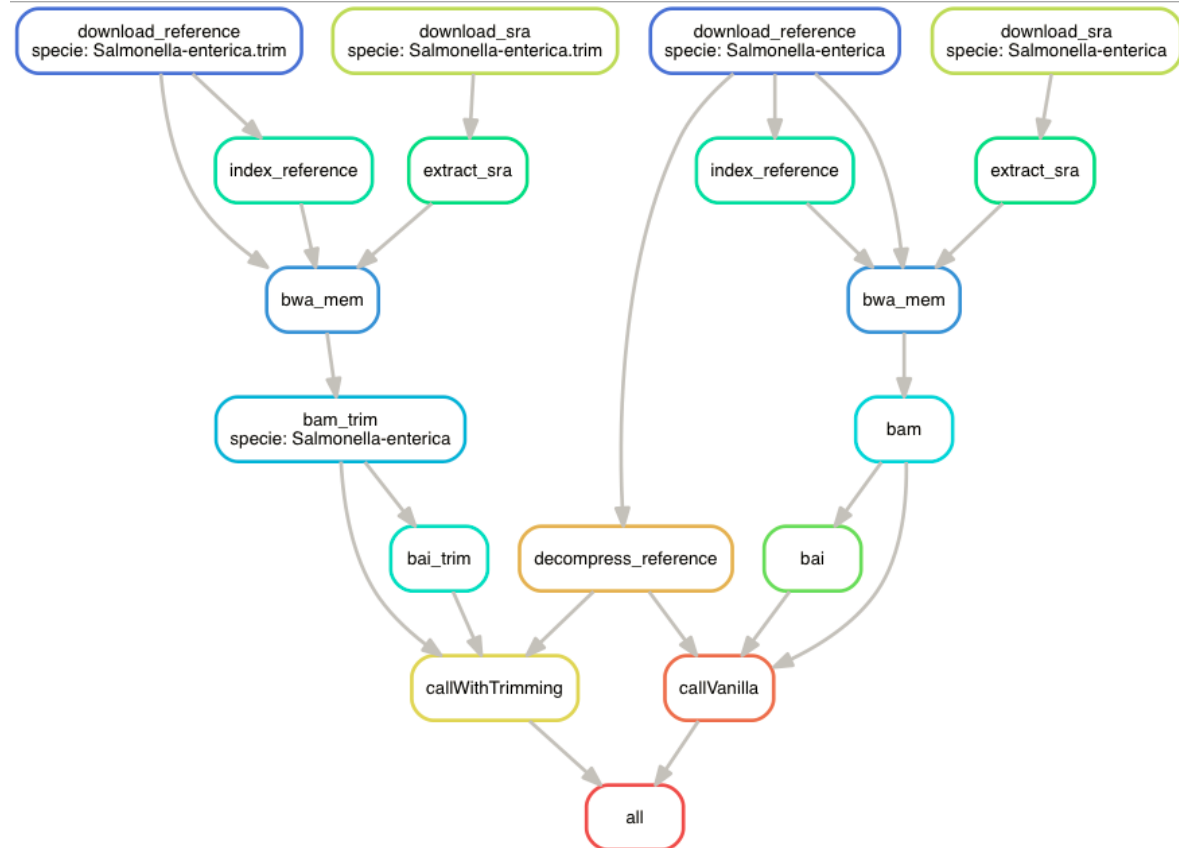 download_reference
specie: Salmonella-enterica.trim
download_sra
specie: Salmonella-enterica.trim
download_reference
specie: Salmonella-enterica
download_sra
specie: Salmonella-enterica
index_reference
extract_sra
index_reference
extract_sra
bwa_mem
bwa_mem
bam_trim
specie: Salmonella-enterica
bam
bai_trim
decompress_reference
bai
callWithTrimming
callVanilla
all